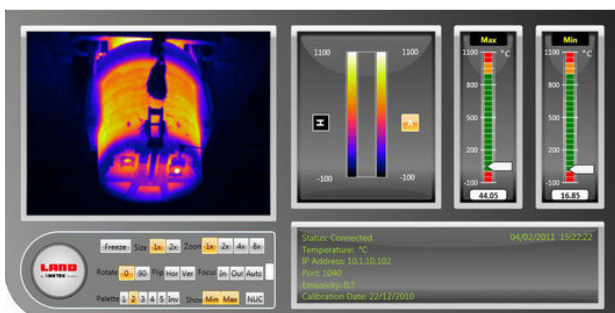 Max
Min
1100
1100
1100
°C
1100
°C
800
800
500
500
200
200
-100
-100
-100
-100
44.05
16.85
H
A
Freeze Size 1x 2x Zoom 1x 2x 4x 8x
LAND
AMETEK
Rotate 0 90 Flip Hor Ver Focus In Out Auto
Palette 1 2 3 4 5 Inv Show Min Max NUC
Status: Connected 04/02/2011 15:22:22
Temperature: °C
IP Address: 10.1.10.102
Port: 1040
Emissivity: 0.7
Calibration Date: 22/12/2010